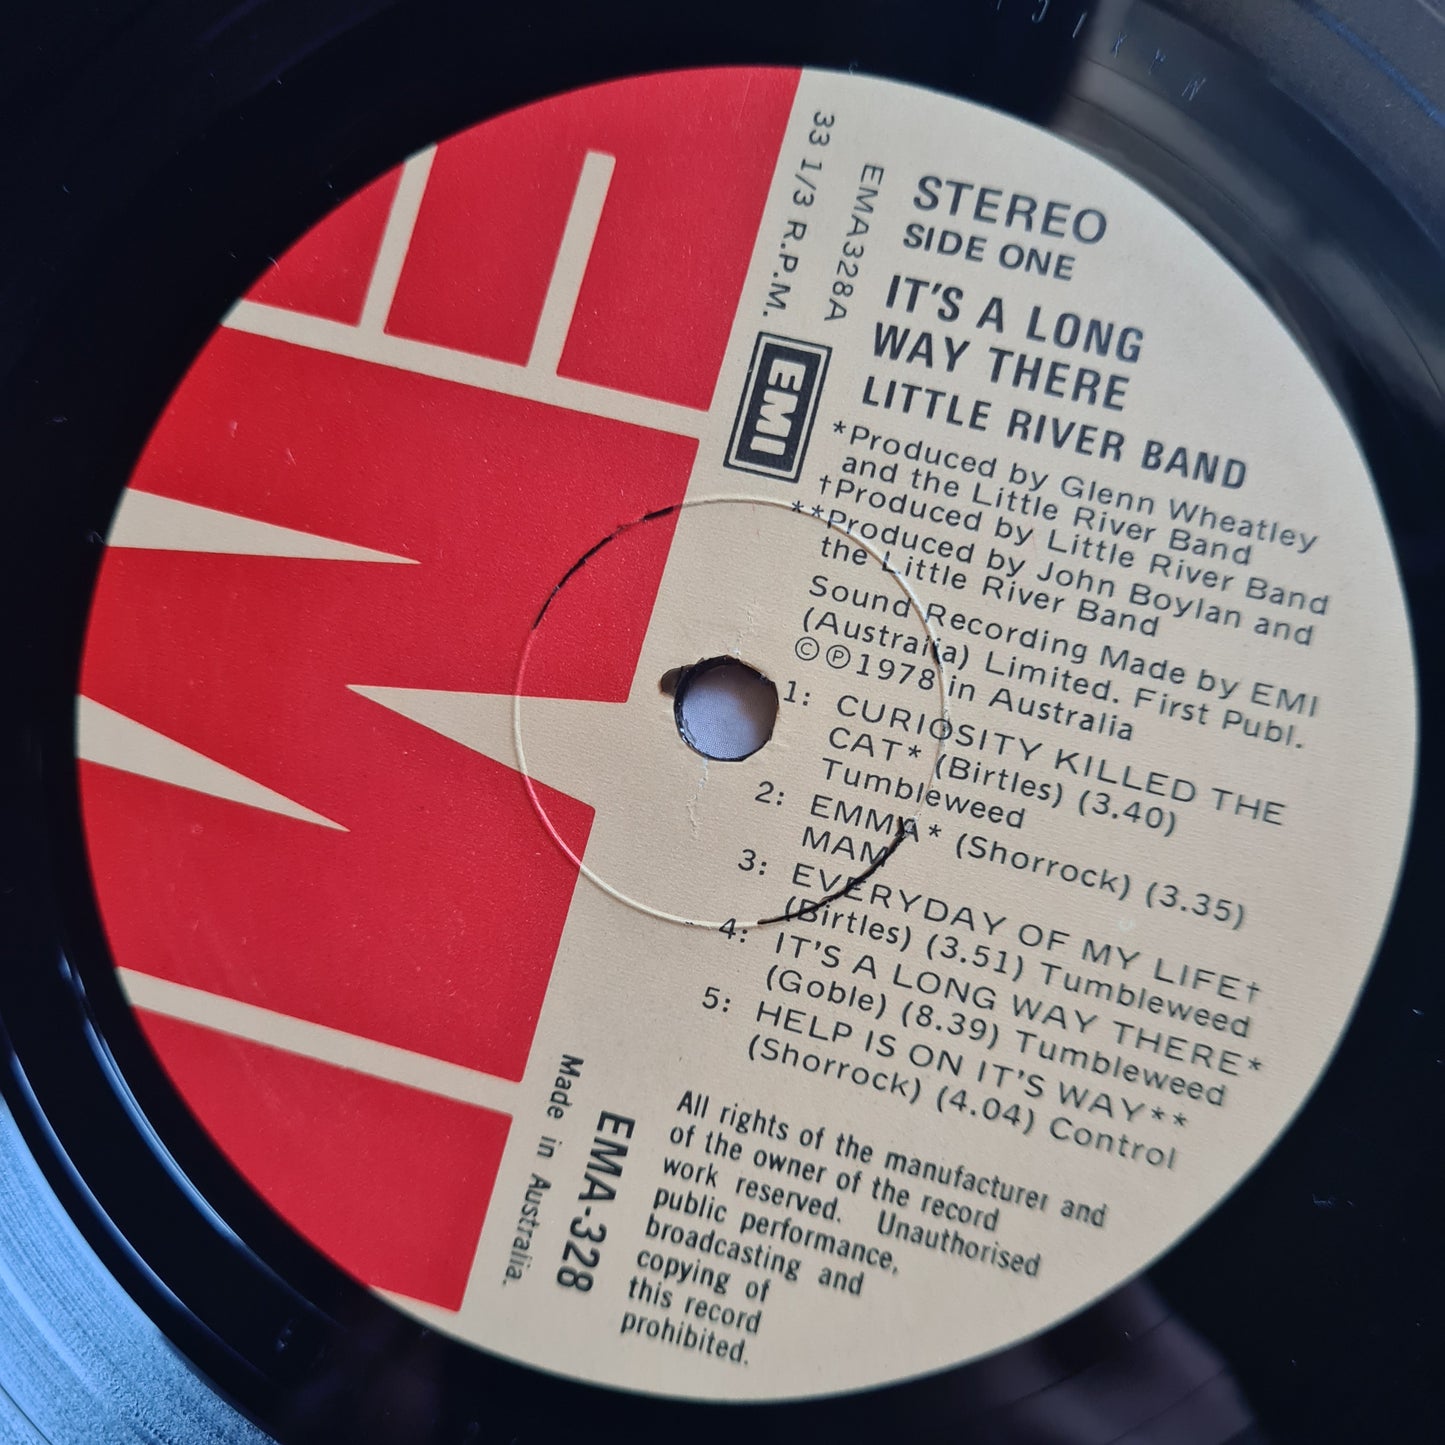 STEREO
SIDE ONE
IT'S A LONG
WAY THERE
LITTLE RIVER BAND
33 1/3 R.P.M.
EMA328A
EMI
*Produced by Glenn Wheatley
and the Little River Band
†Produced by Little River Band
**Produced by John Boylan and
the Little River Band
Sound Recording Made by EMI
(Australia) Limited. First Publ.
©℗1978 in Australia
1: CURIOSITY KILLED THE
CAT* (Birtles) (3.40)
Tumbleweed
2: EMMA* (Shorrock) (3.35)
MAM
3: EVERYDAY OF MY LIFE†
(Birtles) (3.51) Tumbleweed
4: IT'S A LONG WAY THERE*
(Goble) (8.39) Tumbleweed
5: HELP IS ON IT'S WAY**
(Shorrock) (4.04) Control
All rights of the manufacturer and
of the owner of the record
work reserved. Unauthorised
public performance,
broadcasting and
copying of
this record
prohibited.
EMA-328
Made in Australia.
EMI